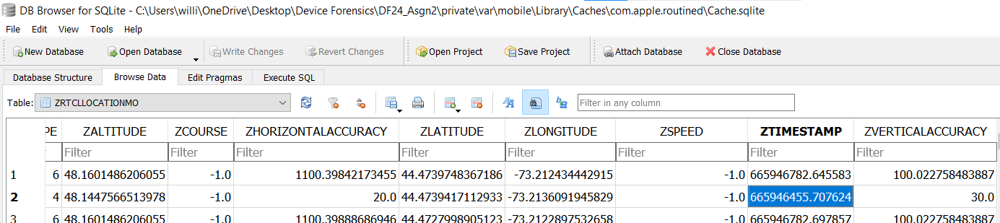 DB Browser for SQLite - C:\Users\willi\OneDrive\Desktop\Device Forensics\DF24_Asgn2\private\var\mobile\Library\Caches\com.apple.routined\Cache.sqlite
File Edit View Tools Help
New Database Open Database Write Changes Revert Changes Open Project Save Project Attach Database Close Database
Database Structure Browse Data Edit Pragmas Execute SQL
Table: ZRTCLLOCATIONMO Filter in any column
PE ZALTITUDE ZCOURSE ZHORIZONTALACCURACY ZLATITUDE ZLONGITUDE ZSPEED ZTIMESTAMP ZVERTICALACCURACY
Filter Filter Filter Filter Filter Filter Filter Filter
1 6 48.1601486206055 -1.0 1100.39842173455 44.4739748367186 -73.212434442915 -1.0 665946782.645583 100.022758483887
2 4 48.1447566513978 -1.0 20.0 44.4739417112933 -73.2136091945829 -1.0 665946455.707624 30.0
3 6 48.1601486206055 -1.0 1100.39888686946 44.4727998905123 -73.2122897532658 -1.0 665946782.697857 100.022758483887